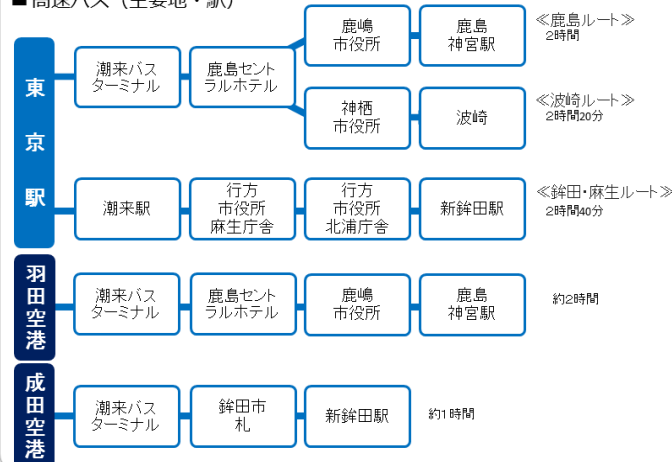 ■高速バス（主要地・駅）
東京駅
潮来バス
ターミナル
鹿島セント
ラルホテル
鹿嶋
市役所
鹿島
神宮駅
≪鹿島ルート≫
2時間
神栖
市役所
波崎
≪波崎ルート≫
2時間20分
潮来駅
行方
市役所
麻生庁舎
行方
市役所
北浦庁舎
新鉾田駅
≪鉾田・麻生ルート≫
2時間40分
羽田空港
潮来バス
ターミナル
鹿島セント
ラルホテル
鹿嶋
市役所
鹿島
神宮駅
約2時間
成田空港
潮来バス
ターミナル
鉾田市
札
新鉾田駅
約1時間